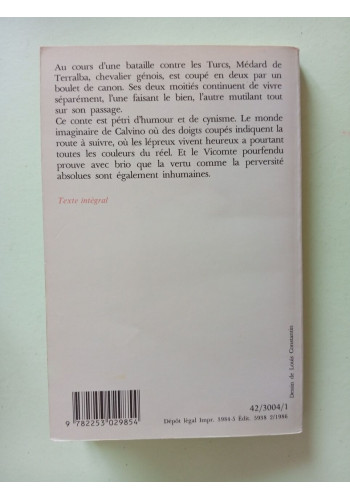 Au cours d'une bataille contre les Turcs, Médard de
Terralba, chevalier génois, est coupé en deux par un
boulet de canon. Ses deux moitiés continuent de vivre
séparément, l'une faisant le bien, l'autre mutilant tout
sur son passage.
Ce conte est pétri d'humour et de cynisme. Le monde
imaginaire de Calvino où des doigts coupés indiquent la
route à suivre, où les lépreux vivent heureux a pourtant
toutes les couleurs du réel. Et le Vicomte pourfendu
prouve avec brio que la vertu comme la perversité
absolues sont également inhumaines.
Texte intégral
Dessin de Louis Constantin
42/3004/1
9 782253 029854
Dépôt légal Impr. 1984-5 Édit. 5958 2/1986